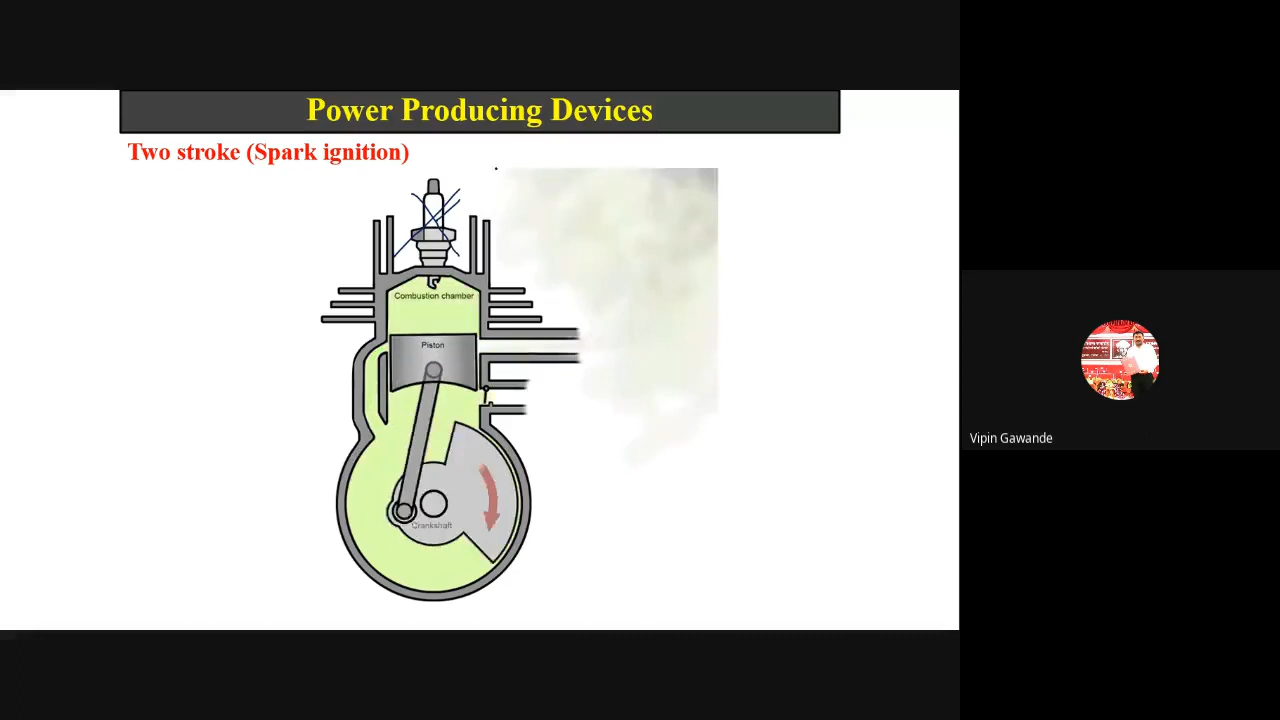 Power Producing Devices
Two stroke (Spark ignition)
Combustion chamber
Piston
Crankshaft
Vipin Gawande